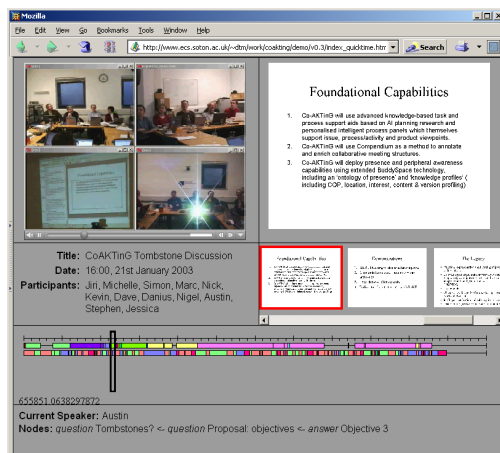 Mozilla
File Edit View Go Bookmarks Tools Window Help
http://www.ecs.soton.ac.uk/~dtm/work/coakting/demo/v0.3/index_quicktime.htm
Search
Foundational Capabilities
1. Co-AKTinG will use advanced knowledge-based task and
process support aids based on AI planning research and
personalised intelligent process panels which themselves
support issue, process/activity and product viewpoints.
2. Co-AKTinG will use Compendium as a method to annotate
and enrich collaborative meeting structures.
3. Co-AKTinG will deploy presence and peripheral awareness
capabilities using extended BuddySpace technology,
including an 'ontology of presence' and 'knowledge profiles' (
including COP, location, interest, content & version profiling)
Title: CoAKTinG Tombstone Discussion
Date: 16:00, 21st January 2003
Participants: Jiri, Michelle, Simon, Marc, Nick,
Kevin, Dave, Danius, Nigel, Austin,
Stephen, Jessica
Foundational Capabilities
655851.0638297872
Current Speaker: Austin
Nodes: question Tombstones? <- question Proposal: objectives <- answer Objective 3